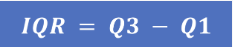 IQR = Q3 − Q1